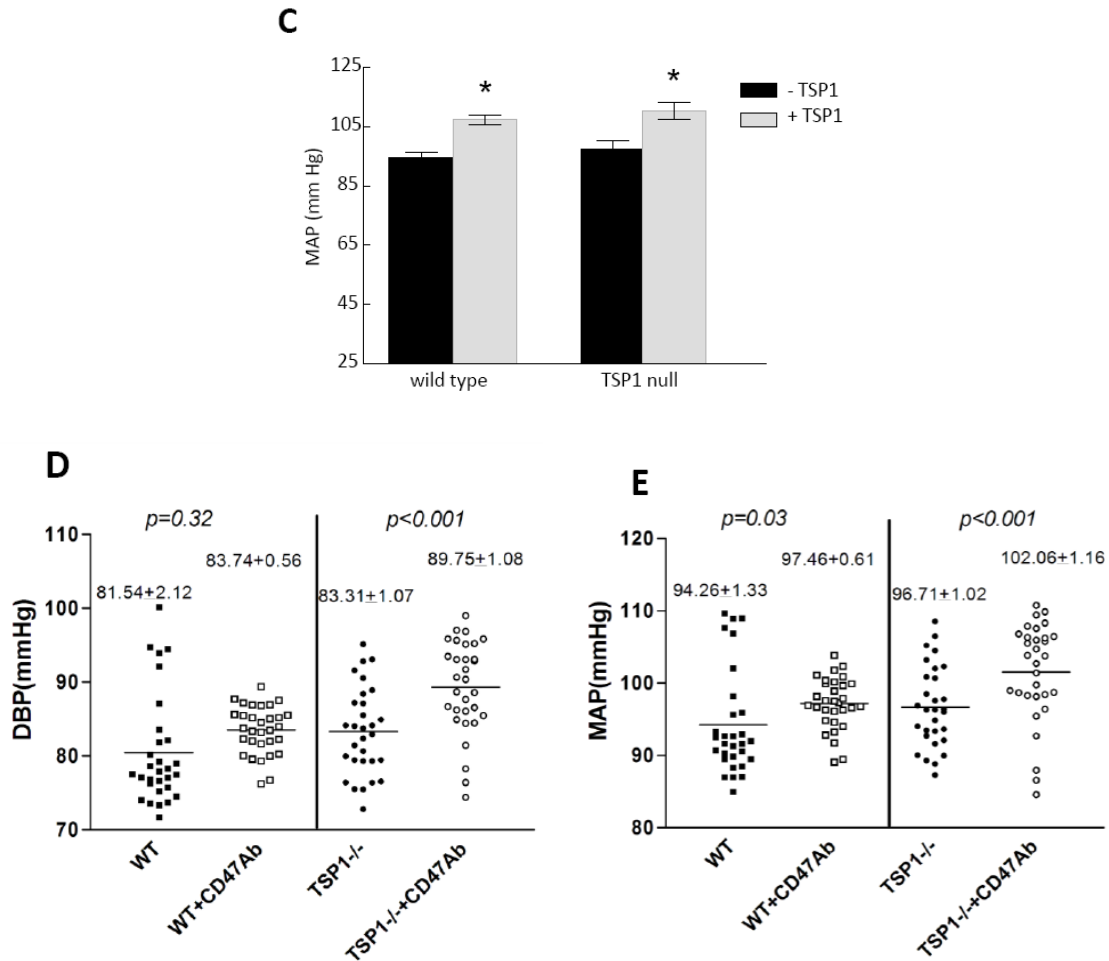 C
125
105
85
65
45
25
MAP (mm Hg)
*
*
- TSP1
+ TSP1
wild type
TSP1 null
D
p=0.32
p<0.001
83.74+0.56
89.75±1.08
81.54±2.12
83.31±1.07
110
100
90
80
70
DBP(mmHg)
WT
WT+CD47Ab
TSP1-/-
TSP1-/-+CD47Ab
E
p=0.03
p<0.001
97.46±0.61
102.06±1.16
94.26±1.33
96.71±1.02
120
110
100
90
80
MAP(mmHg)
WT
WT+CD47Ab
TSP1-/-
TSP1-/-+CD47Ab